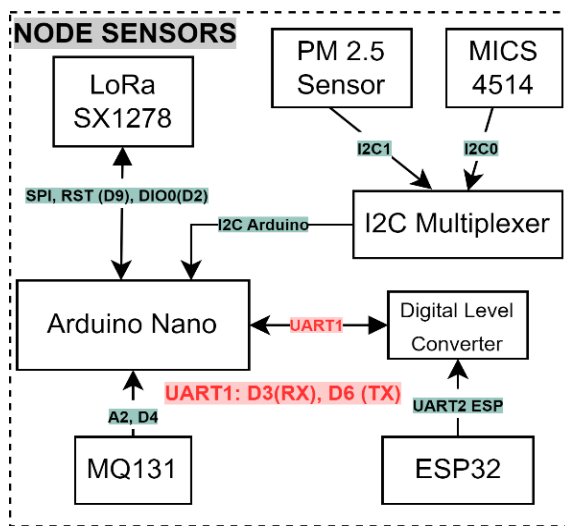 NODE SENSORS
LoRa
SX1278
PM 2.5
Sensor
MICS
4514
I2C1
I2C0
SPI, RST (D9), DIO0(D2)
I2C Arduino
I2C Multiplexer
Arduino Nano
UART1
Digital Level
Converter
UART1: D3(RX), D6 (TX)
A2, D4
UART2 ESP
MQ131
ESP32